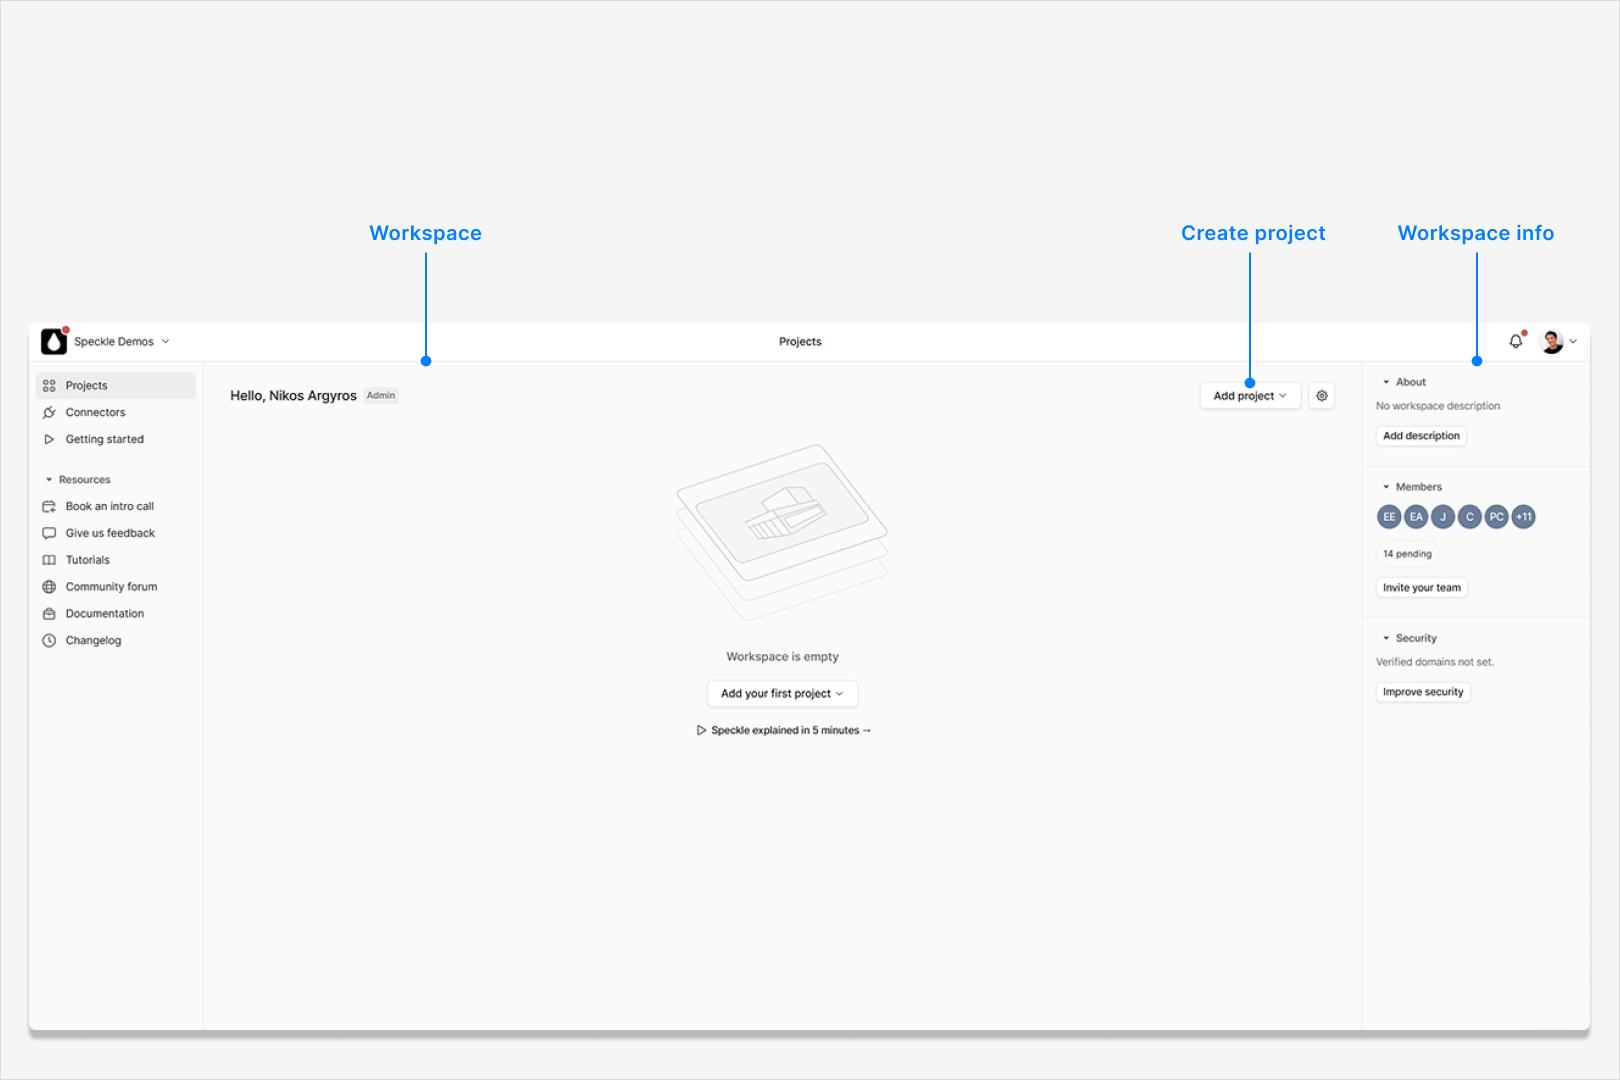 Workspace
Create project
Workspace info
Speckle Demos
Projects
Projects
Connectors
Getting started
Resources
Book an intro call
Give us feedback
Tutorials
Community forum
Documentation
Changelog
Hello, Nikos Argyros Admin
Add project
Workspace is empty
Add your first project
Speckle explained in 5 minutes →
About
No workspace description
Add description
Members
EE EA J C PC +11
14 pending
Invite your team
Security
Verified domains not set.
Improve security